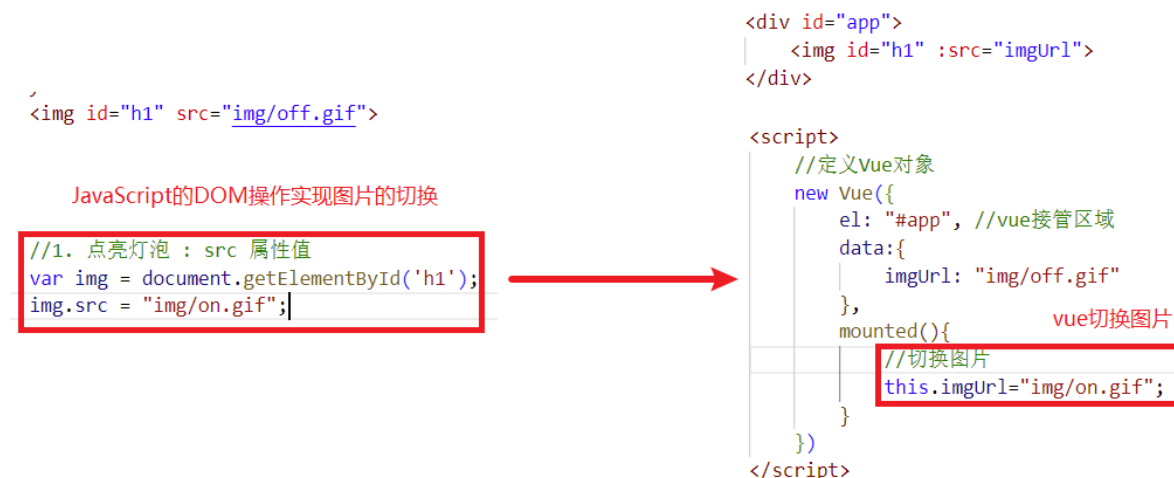 <img id="h1" src="img/off.gif">
JavaScript的DOM操作实现图片的切换
//1. 点亮灯泡 : src 属性值
var img = document.getElementById('h1');
img.src = "img/on.gif";
<div id="app">
<img id="h1" :src="imgUrl">
</div>
<script>
//定义Vue对象
new Vue({
el: "#app", //vue接管区域
data:{
imgUrl: "img/off.gif"
},
vue切换图片
mounted(){
//切换图片
this.imgUrl="img/on.gif";
}
})
</script>